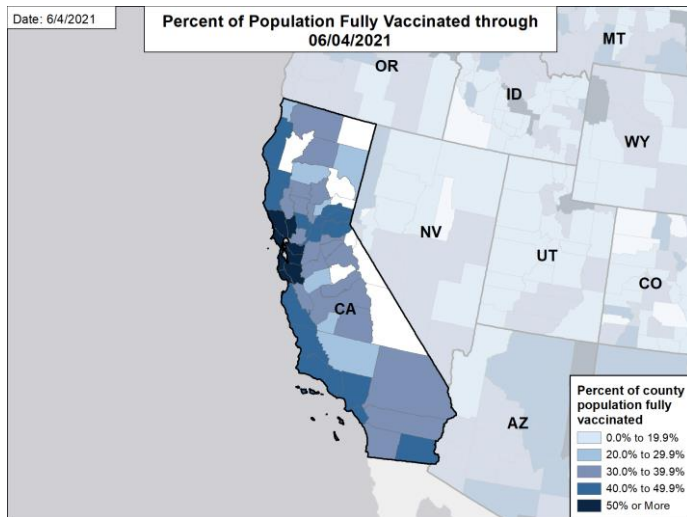 Date: 6/4/2021
Percent of Population Fully Vaccinated through
06/04/2021
MT
OR
ID
WY
NV
UT
CO
CA
AZ
Percent of county
population fully
vaccinated
0.0% to 19.9%
20.0% to 29.9%
30.0% to 39.9%
40.0% to 49.9%
50% or More